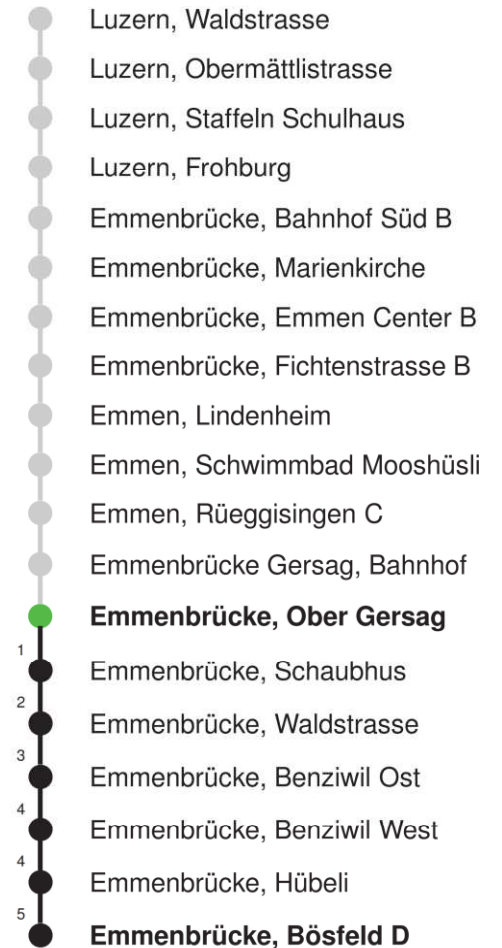 Luzern, Waldstrasse
Luzern, Obermättlistrasse
Luzern, Staffeln Schulhaus
Luzern, Frohburg
Emmenbrücke, Bahnhof Süd B
Emmenbrücke, Marienkirche
Emmenbrücke, Emmen Center B
Emmenbrücke, Fichtenstrasse B
Emmen, Lindenheim
Emmen, Schwimmbad Mooshüsli
Emmen, Rüeggisingen C
Emmenbrücke Gersag, Bahnhof
Emmenbrücke, Ober Gersag
1 Emmenbrücke, Schaubhus
2 Emmenbrücke, Waldstrasse
3 Emmenbrücke, Benziwil Ost
4 Emmenbrücke, Benziwil West
4 Emmenbrücke, Hübeli
5 Emmenbrücke, Bösfeld D